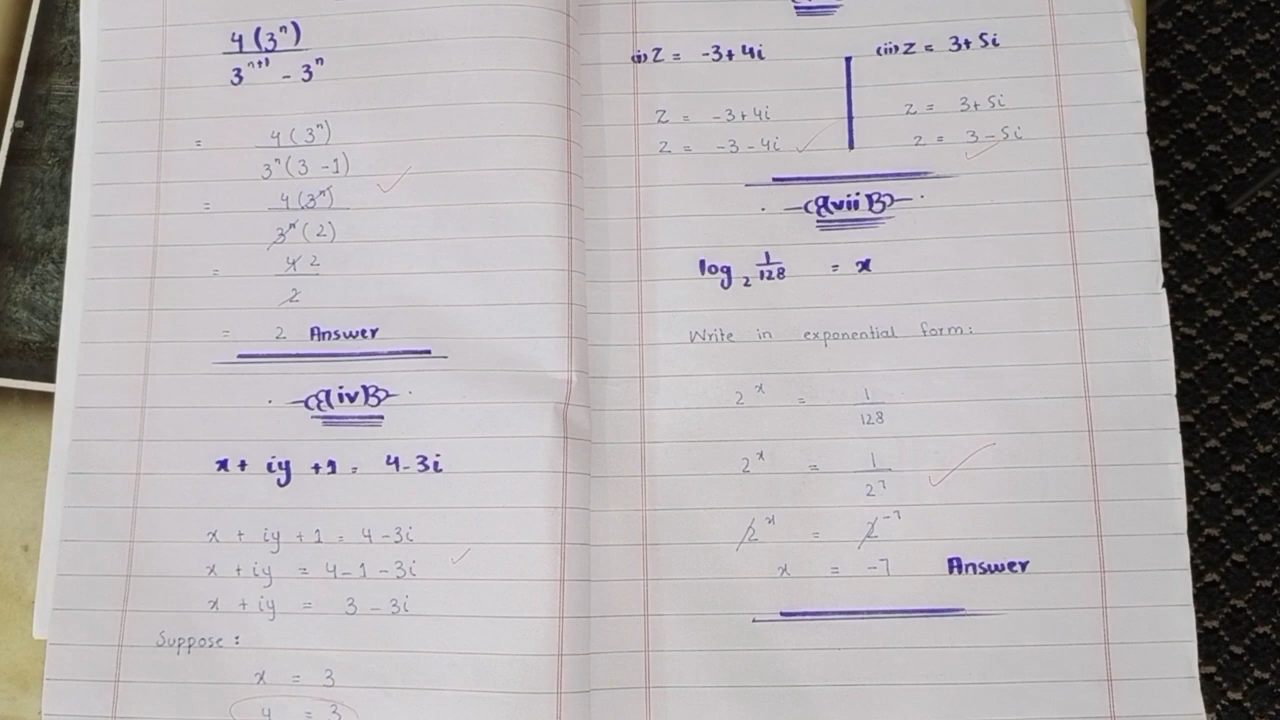 4(3ⁿ)
3ⁿ⁺¹ - 3ⁿ
= 4(3ⁿ)
3ⁿ(3 - 1)
= 4(3ⁿ)
3ⁿ(2)
= 4 2
2
= 2 Answer
Q iv B
x + iy + 1 = 4 - 3i
x + iy + 1 = 4 - 3i
x + iy = 4 - 1 - 3i
x + iy = 3 - 3i
Suppose :
x = 3
y = 3
(i) Z = -3 + 4i
Z = -3 + 4i
Z = -3 - 4i
(ii) Z = 3 + 5i
Z = 3 + 5i
Z = 3 - 5i
Q vii B
log₂ 1/128 = x
Write in exponential form :
2ˣ = 1/128
2ˣ = 1/2⁷
2ˣ = 2⁻⁷
x = -7 Answer